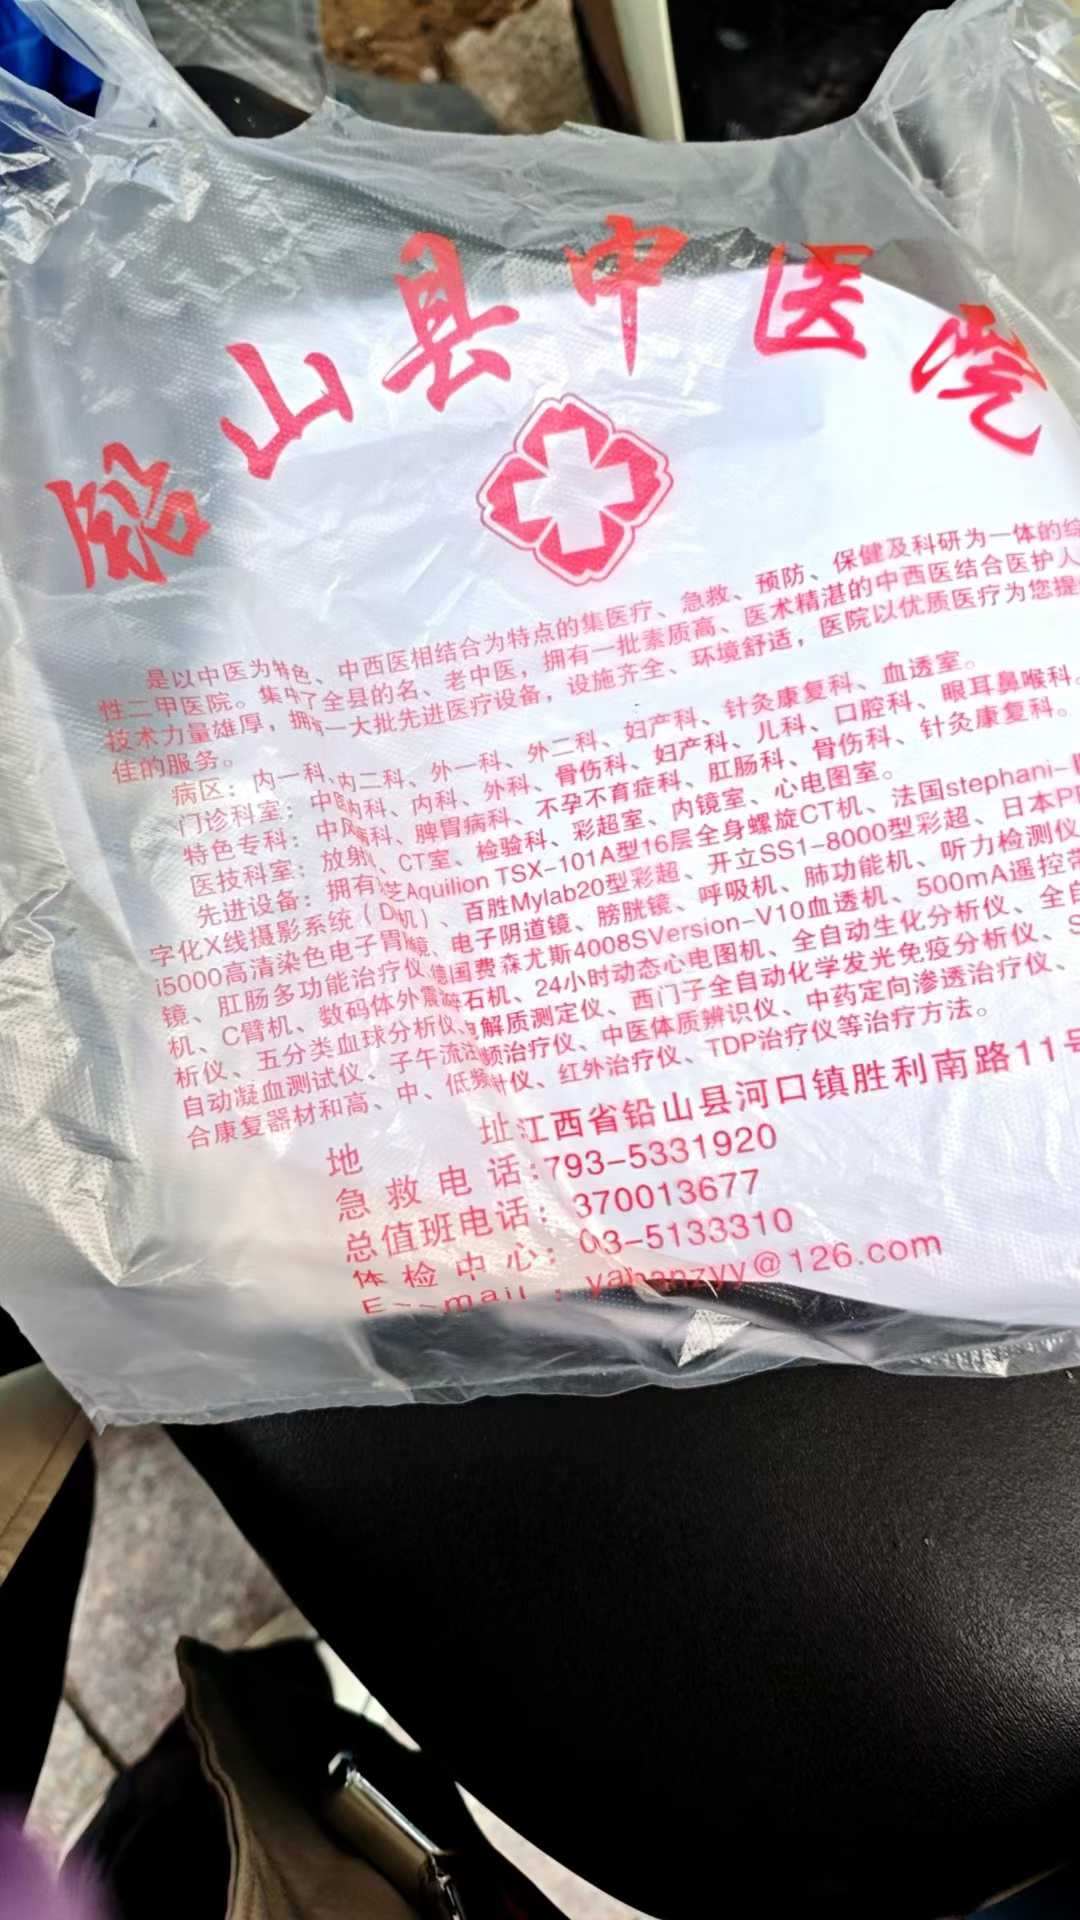 铅山县中医院
是以中医为特色、中西医相结合为特点的集医疗、急救、预防、保健及科研为一体的综
性二甲医院。集中了全县的名、老中医，拥有一批素质高、医术精湛的中西医结合医护人
技术力量雄厚，拥有一大批先进医疗设备，设施齐全、环境舒适，医院以优质医疗为您提
佳的服务。
病区：内一科、内二科、外一科、外二科、妇产科、针灸康复科、血透室。
门诊科室：中医内科、内科、外科、骨伤科、妇产科、儿科、口腔科、眼耳鼻喉科。
特色专科：中风病科、脾胃病科、不孕不育症科、肛肠科、骨伤科、针灸康复科。
医技科室：放射、CT室、检验科、彩超室、内镜室、心电图室。
先进设备：拥有芝Aquilion TSX-101A型16层全身螺旋CT机、法国stephani-
字化X线摄影系统（D机）、百胜Mylab20型彩超、开立SS1-8000型彩超、日本P
i5000高清染色电子胃镜、电子阴道镜、膀胱镜、呼吸机、肺功能机、听力检测仪
镜、肛肠多功能治疗仪、德国费森尤斯4008SVersion-V10血透机、500mA遥控
机、C臂机、数码体外震波碎石机、24小时动态心电图机、全自动生化分析仪、全自
析仪、五分类血球分析仪、电解质测定仪、西门子全自动化学发光免疫分析仪、S
自动凝血测试仪、子午流注低频治疗仪、中医体质辨识仪、中药定向渗透治疗仪、
合康复器材和高、中、低频针仪、红外治疗仪、TDP治疗仪等治疗方法。
地 址：江西省铅山县河口镇胜利南路11号
急救电话：793-5331920
总值班电话：370013677
体检中心：03-5133310
E--mail：yahanzyy@126.com